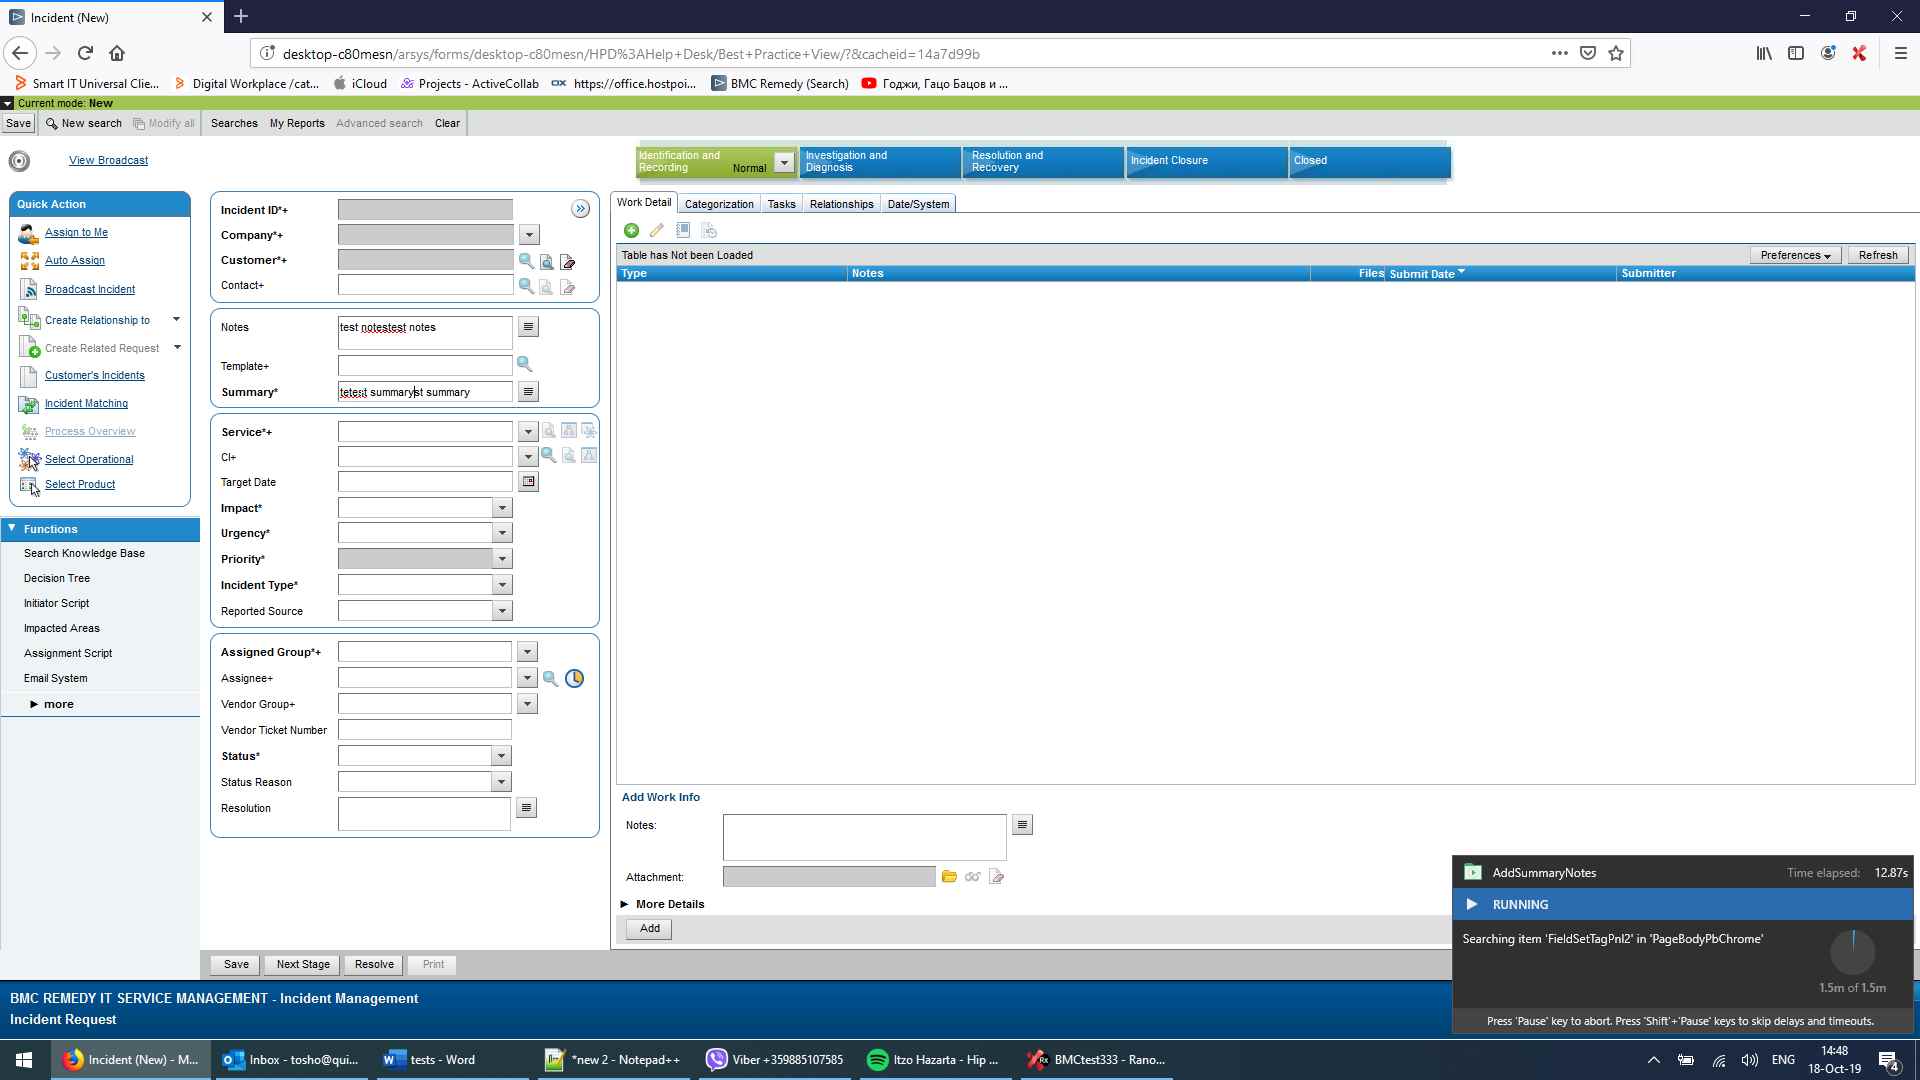 Incident (New)
desktop-c80mesn/arsys/forms/desktop-c80mesn/HPD%3AHelp+Desk/Best+Practice+View/?&cacheid=14a7d99b
Smart IT Universal Clie...
Digital Workplace /cat...
iCloud
Projects - ActiveCollab
https://office.hostpoi...
BMC Remedy (Search)
Годжи, Гацо Бацов и ...
Current mode: New
Save
New search
Modify all
Searches
My Reports
Advanced search
Clear
View Broadcast
Identification and
Recording
Normal
Investigation and
Diagnosis
Resolution and
Recovery
Incident Closure
Closed
Quick Action
Assign to Me
Auto Assign
Broadcast Incident
Create Relationship to
Create Related Request
Customer's Incidents
Incident Matching
Process Overview
Select Operational
Select Product
Functions
Search Knowledge Base
Decision Tree
Initiator Script
Impacted Areas
Assignment Script
Email System
more
Incident ID*+
Company*+
Customer*+
Contact+
Notes
test notestest notes
Template+
Summary*
tetest summaryst summary
Service*+
CI+
Target Date
Impact*
Urgency*
Priority*
Incident Type*
Reported Source
Assigned Group*+
Assignee+
Vendor Group+
Vendor Ticket Number
Status*
Status Reason
Resolution
Work Detail
Categorization
Tasks
Relationships
Date/System
Table has Not been Loaded
Preferences
Refresh
Type
Notes
Files
Submit Date
Submitter
Add Work Info
Notes:
Attachment:
More Details
Add
Save
Next Stage
Resolve
Print
BMC REMEDY IT SERVICE MANAGEMENT - Incident Management
Incident Request
AddSummaryNotes
Time elapsed: 12.87s
RUNNING
Searching item 'FieldSetTagPnl2' in 'PageBodyPbChrome'
1.5m of 1.5m
Press 'Pause' key to abort. Press 'Shift'+'Pause' keys to skip delays and timeouts.
Incident (New) - M...
Inbox - tosho@qui...
tests - Word
*new 2 - Notepad++
Viber +359885107585
Itzo Hazarta - Hip ...
BMCtest333 - Rano...
ENG
14:48
18-Oct-19
4